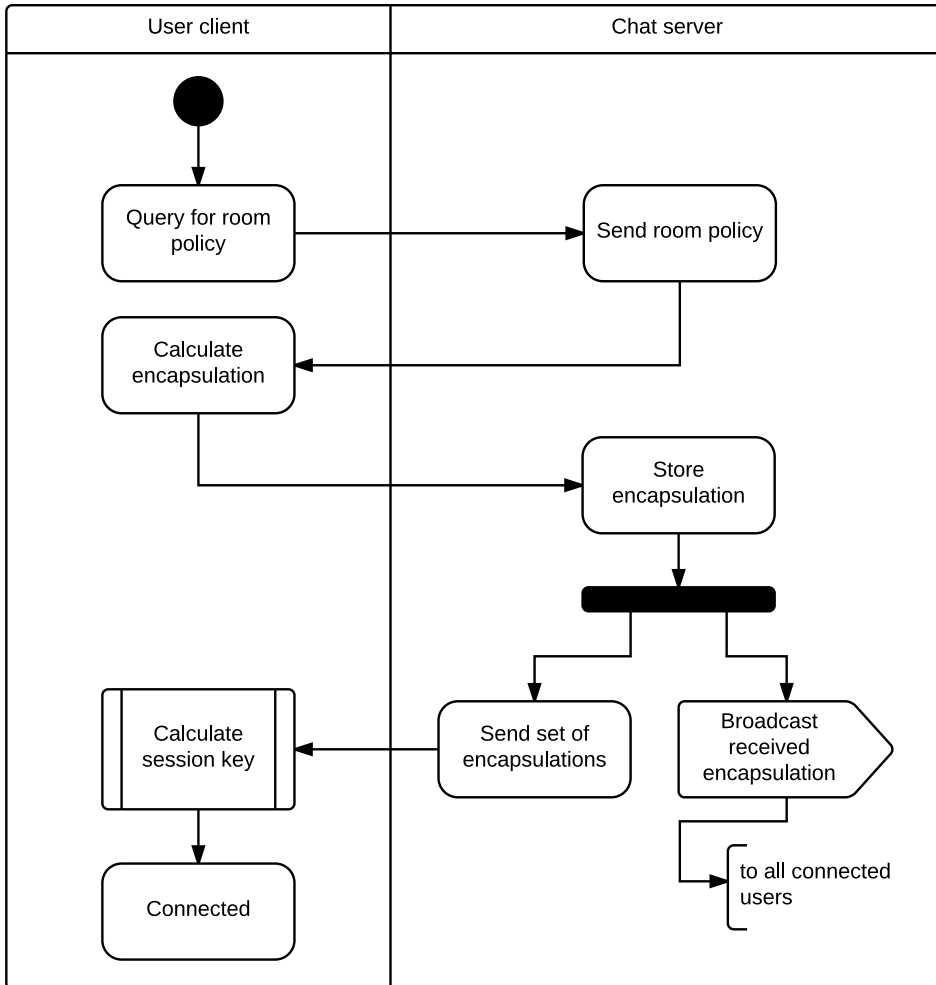 User client
Chat server
Query for room
policy
Send room policy
Calculate
encapsulation
Store
encapsulation
Calculate
session key
Send set of
encapsulations
Broadcast
received
encapsulation
Connected
to all connected
users